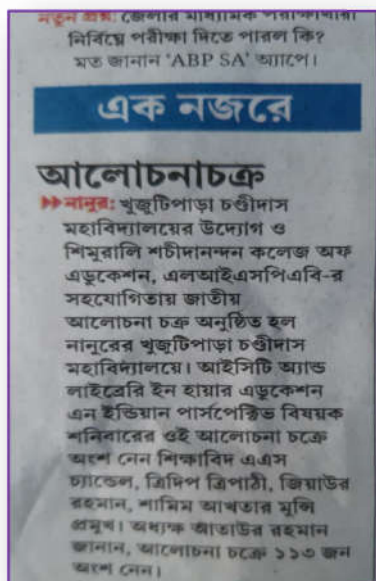 নতুন প্রশ্ন: জেলার মাধ্যমিক পরীক্ষার্থীরা
নির্বিঘ্নে পরীক্ষা দিতে পারল কি?
মত জানান 'ABP SA' অ্যাপে।
এক নজরে
আলোচনাচক্র
নানুর: খুজুটিপাড়া চণ্ডীদাস
মহাবিদ্যালয়ের উদ্যোগ ও
শিমুরালি শচীনন্দন কলেজ অফ
এডুকেশন, এলআইএসপিএবি-র
সহযোগিতায় জাতীয়
আলোচনা চক্র অনুষ্ঠিত হল
নানুরের খুজুটিপাড়া চণ্ডীদাস
মহাবিদ্যালয়ে। আইসিটি অ্যান্ড
লাইব্রেরি ইন হায়ার এডুকেশন
এন ইন্ডিয়ান পার্সপেক্টিভ বিষয়ক
শনিবারের ওই আলোচনা চক্রে
অংশ নেন শিক্ষাবিদ এএস
চ্যান্ডেল, ত্রিদিপ ত্রিপাঠী, জিয়াউর
রহমান, শামিম আখতার মুন্সি
প্রমুখ। অধ্যক্ষ আতাউর রহমান
জানান, আলোচনা চক্রে ১১৩ জন
অংশ নেন।